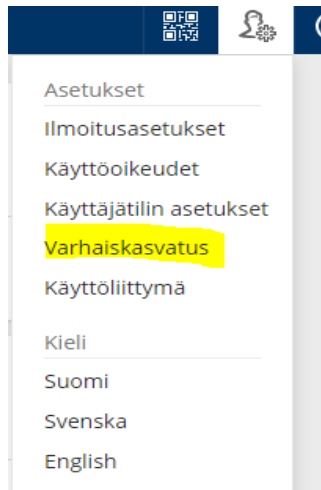 Asetukset
Ilmoitusasetukset
Käyttöoikeudet
Käyttäjätilin asetukset
Varhaiskasvatus
Käyttöliittymä
Kieli
Suomi
Svenska
English